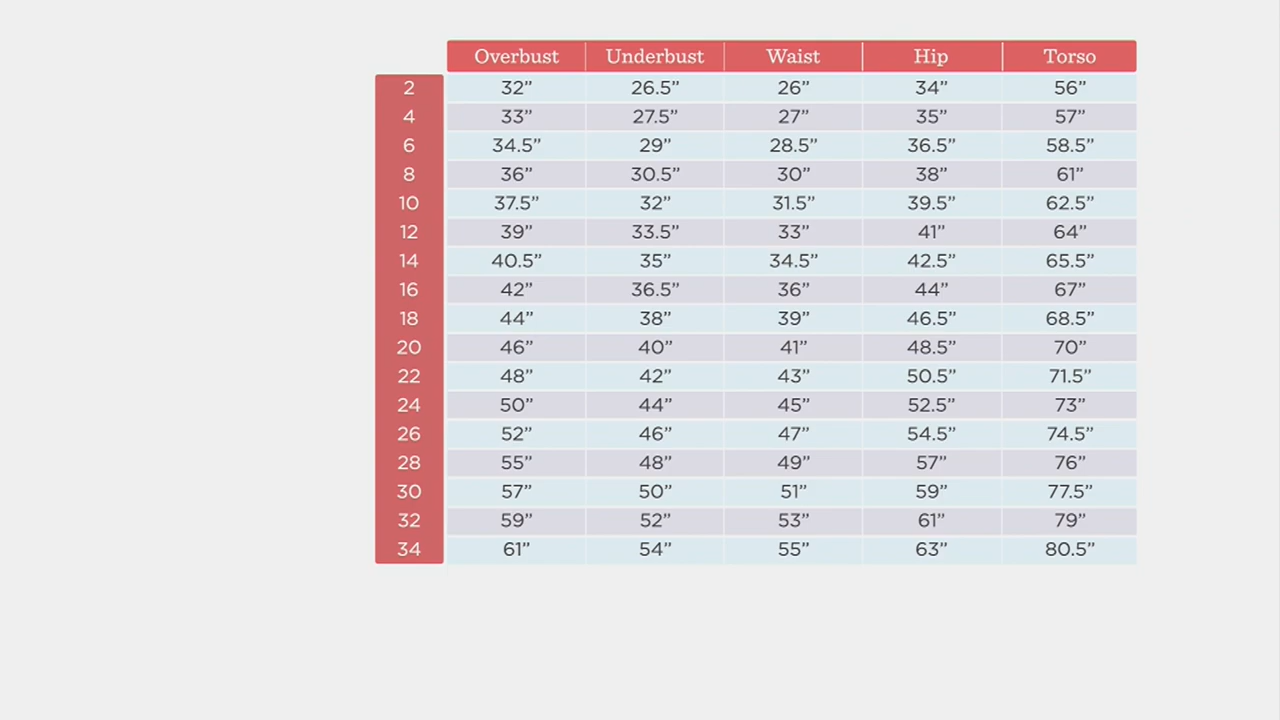 Overbust Underbust Waist Hip Torso
2 32” 26.5” 26” 34” 56”
4 33” 27.5” 27” 35” 57”
6 34.5” 29” 28.5” 36.5” 58.5”
8 36” 30.5” 30” 38” 61”
10 37.5” 32” 31.5” 39.5” 62.5”
12 39” 33.5” 33” 41” 64”
14 40.5” 35” 34.5” 42.5” 65.5”
16 42” 36.5” 36” 44” 67”
18 44” 38” 39” 46.5” 68.5”
20 46” 40” 41” 48.5” 70”
22 48” 42” 43” 50.5” 71.5”
24 50” 44” 45” 52.5” 73”
26 52” 46” 47” 54.5” 74.5”
28 55” 48” 49” 57” 76”
30 57” 50” 51” 59” 77.5”
32 59” 52” 53” 61” 79”
34 61” 54” 55” 63” 80.5”